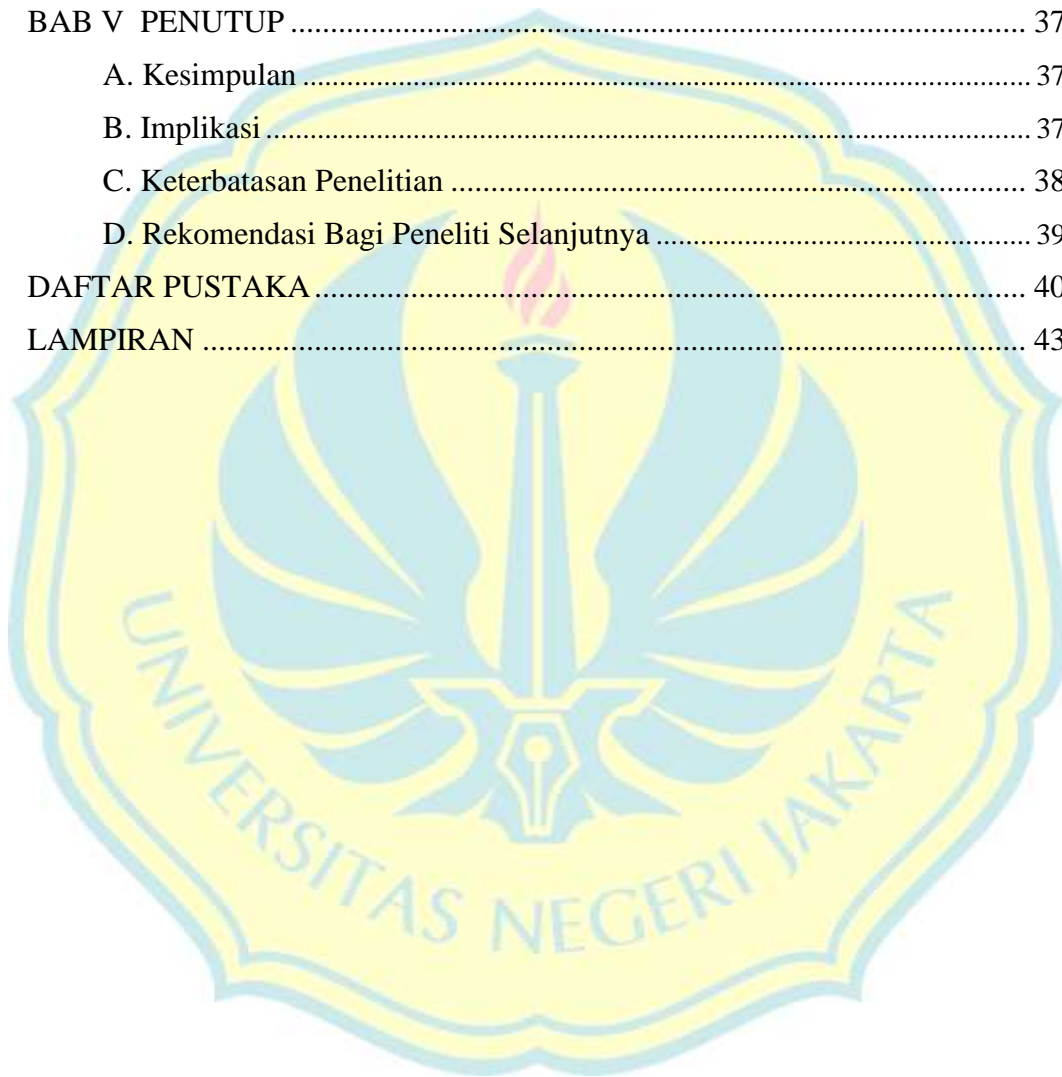 BAB V  PENUTUP ........................................................................................... 37
A. Kesimpulan ........................................................................................... 37
B. Implikasi ........................................................................................... 37
C. Keterbatasan Penelitian ........................................................................ 38
D. Rekomendasi Bagi Peneliti Selanjutnya ............................................... 39
DAFTAR PUSTAKA ........................................................................................ 40
LAMPIRAN ...................................................................................................... 43
UNIVERSITAS NEGERI JAKARTA